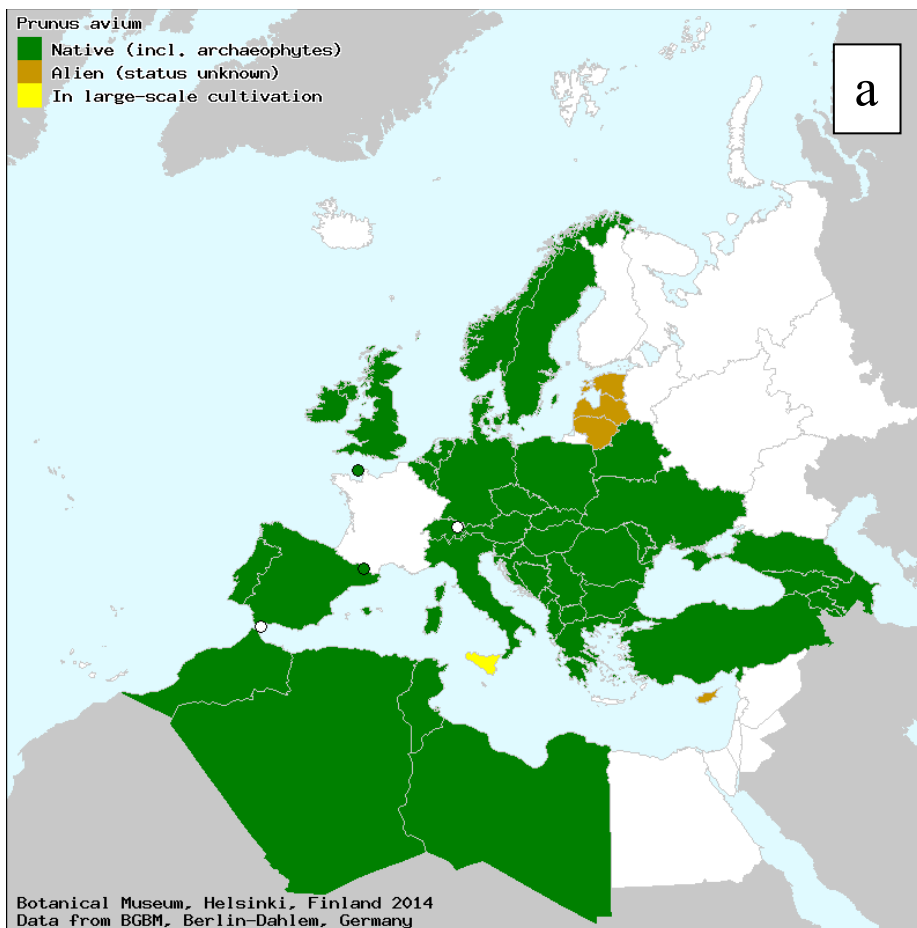 Prunus avium
Native (incl. archaeophytes)
Alien (status unknown)
In large-scale cultivation
a
Botanical Museum, Helsinki, Finland 2014
Data from BGBM, Berlin-Dahlem, Germany